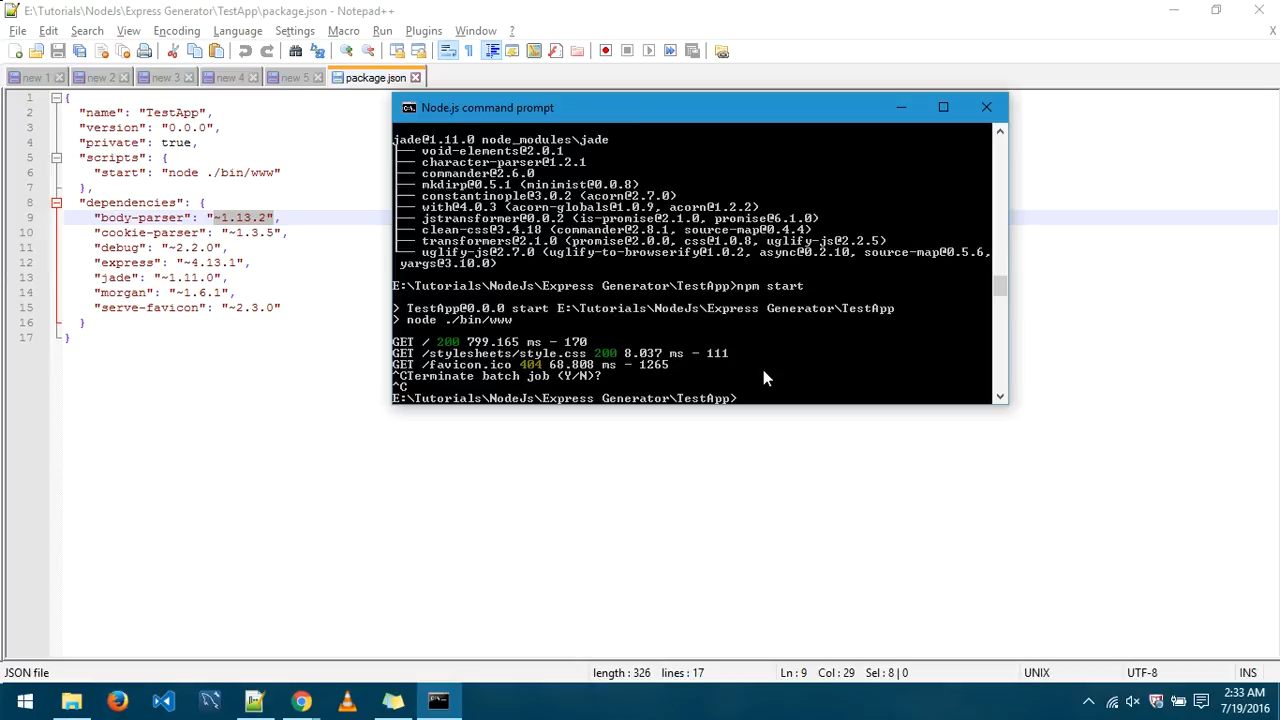 E:\Tutorials\NodeJs\Express Generator\TestApp\package.json - Notepad++
File Edit Search View Encoding Language Settings Macro Run Plugins Window ?
X
new 1 new 2 new 3 new 4 new 5 package.json
1 {
2 "name": "TestApp",
3 "version": "0.0.0",
4 "private": true,
5 "scripts": {
6 "start": "node ./bin/www"
7 },
8 "dependencies": {
9 "body-parser": "~1.13.2",
10 "cookie-parser": "~1.3.5",
11 "debug": "~2.2.0",
12 "express": "~4.13.1",
13 "jade": "~1.11.0",
14 "morgan": "~1.6.1",
15 "serve-favicon": "~2.3.0"
16 }
17 }
Node.js command prompt
jade@1.11.0 node_modules\jade
├── void-elements@2.0.1
├── character-parser@1.2.1
├── commander@2.6.0
├── mkdirp@0.5.1 (minimist@0.0.8)
├── constantinople@3.0.2 (acorn@2.7.0)
├── with@4.0.3 (acorn-globals@1.0.9, acorn@1.2.2)
├── jstransformer@0.0.2 (is-promise@2.1.0, promise@6.1.0)
├── clean-css@3.4.18 (commander@2.8.1, source-map@0.4.4)
├── transformers@2.1.0 (promise@2.0.0, css@1.0.8, uglify-js@2.2.5)
└── uglify-js@2.7.0 (uglify-to-browserify@1.0.2, async@0.2.10, source-map@0.5.6,
yargs@3.10.0)
E:\Tutorials\NodeJs\Express Generator\TestApp>npm start
> TestApp@0.0.0 start E:\Tutorials\NodeJs\Express Generator\TestApp
> node ./bin/www
GET / 200 799.165 ms - 170
GET /stylesheets/style.css 200 8.037 ms - 111
GET /favicon.ico 404 68.808 ms - 1265
^CTerminate batch job (Y/N)?
^C
E:\Tutorials\NodeJs\Express Generator\TestApp>
JSON file length : 326 lines : 17 Ln : 9 Col : 29 Sel : 8 | 0 UNIX UTF-8 INS
2:33 AM
7/19/2016